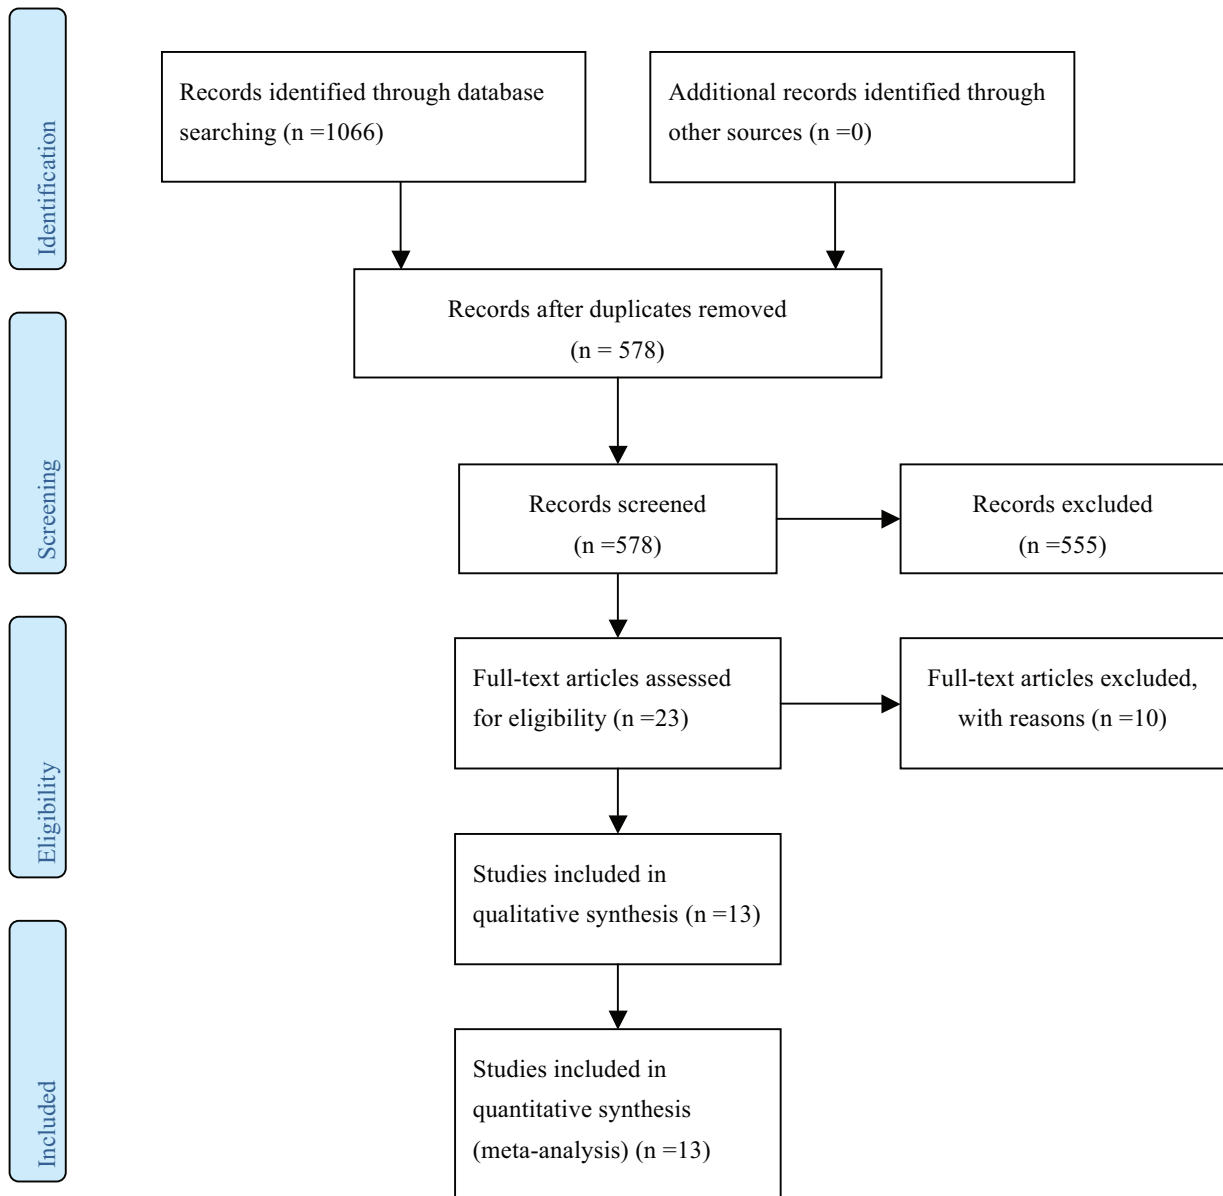 Identification
Records identified through database
searching (n =1066)
Additional records identified through
other sources (n =0)
Records after duplicates removed
(n = 578)
Screening
Records screened
(n =578)
Records excluded
(n =555)
Eligibility
Full-text articles assessed
for eligibility (n =23)
Full-text articles excluded,
with reasons (n =10)
Studies included in
qualitative synthesis (n =13)
Included
Studies included in
quantitative synthesis
(meta-analysis) (n =13)